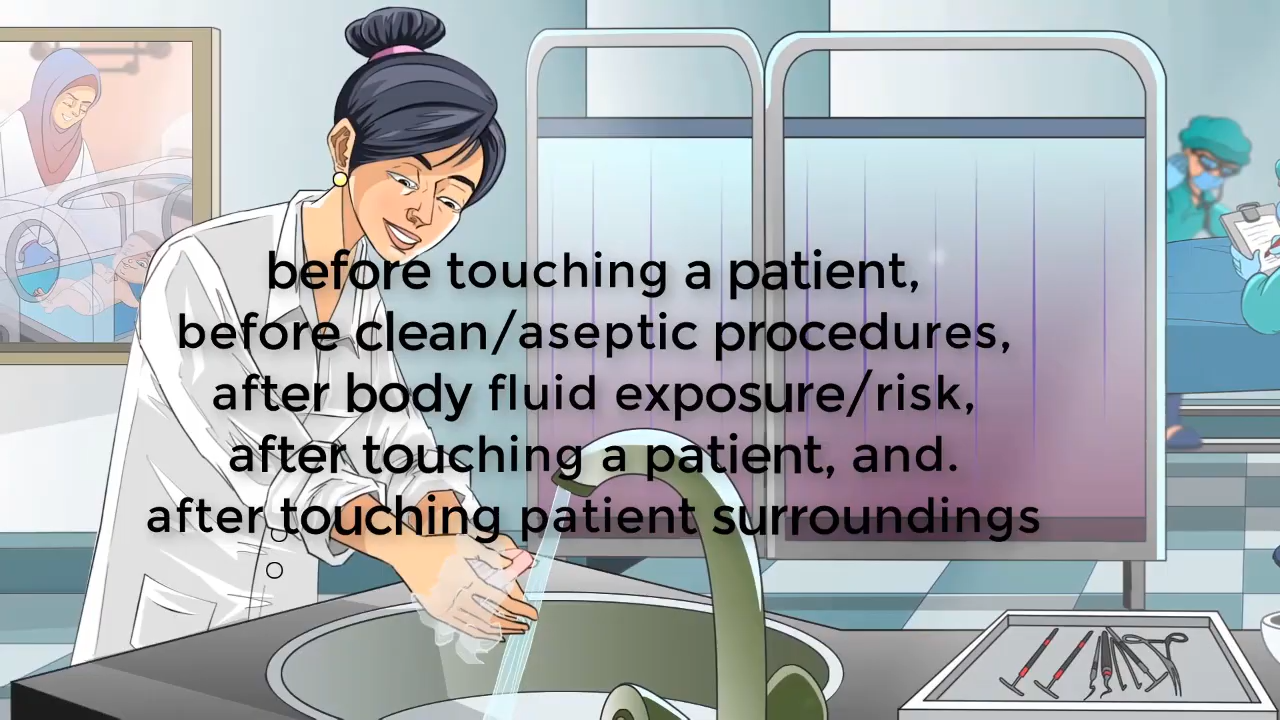 before touching a patient,
before clean/aseptic procedures,
after body fluid exposure/risk,
after touching a patient, and.
after touching patient surroundings